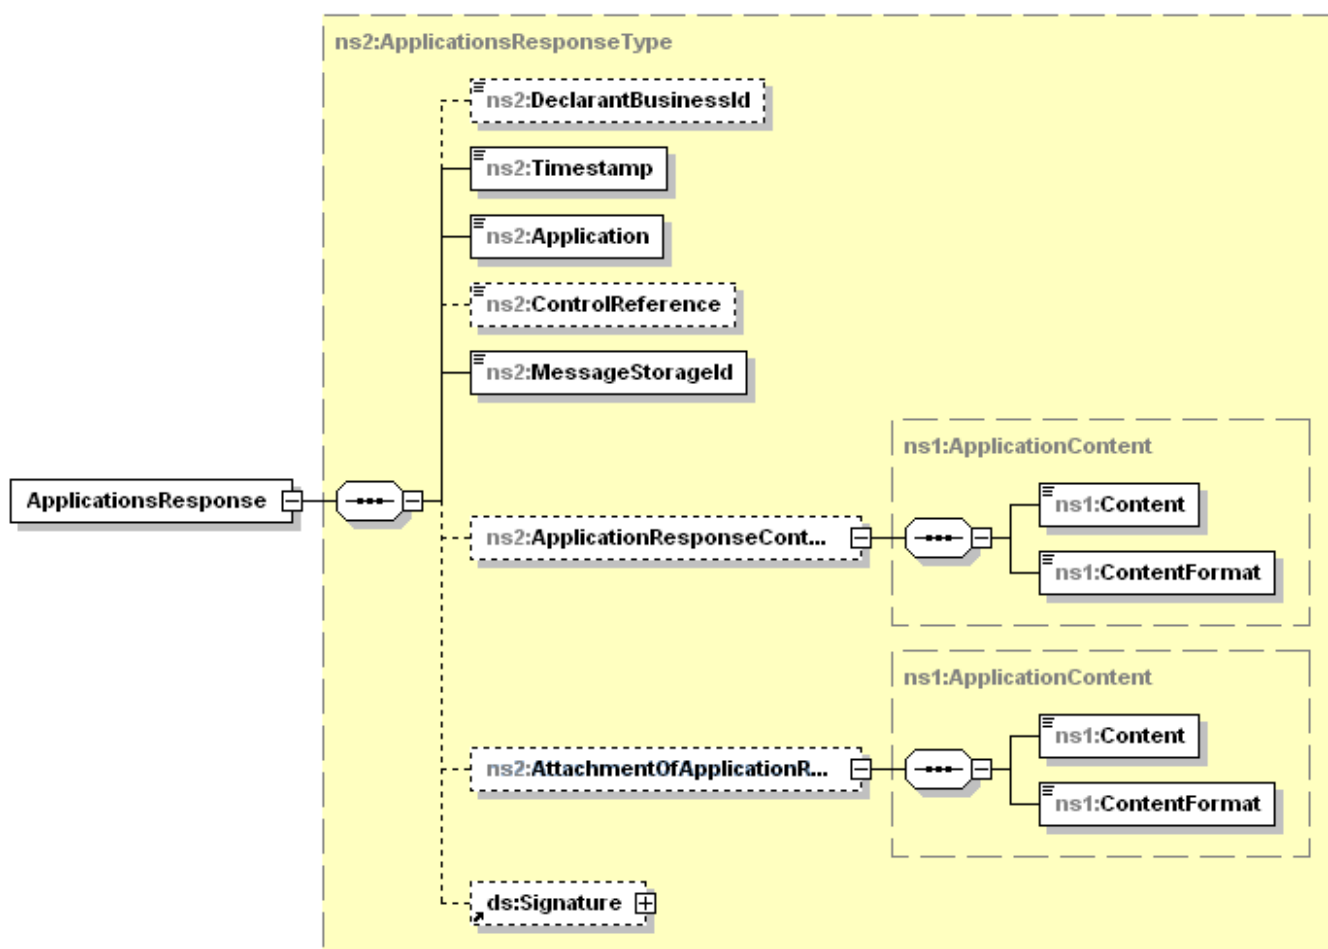 ns2:ApplicationsResponseType
ns2:DeclarantBusinessId
ns2:Timestamp
ns2:Application
ns2:ControlReference
ns2:MessageStorageId
ns1:ApplicationContent
ApplicationsResponse
ns1:Content
ns2:ApplicationResponseCont...
ns1:ContentFormat
ns1:ApplicationContent
ns1:Content
ns2:AttachmentOfApplicationR...
ns1:ContentFormat
ds:Signature